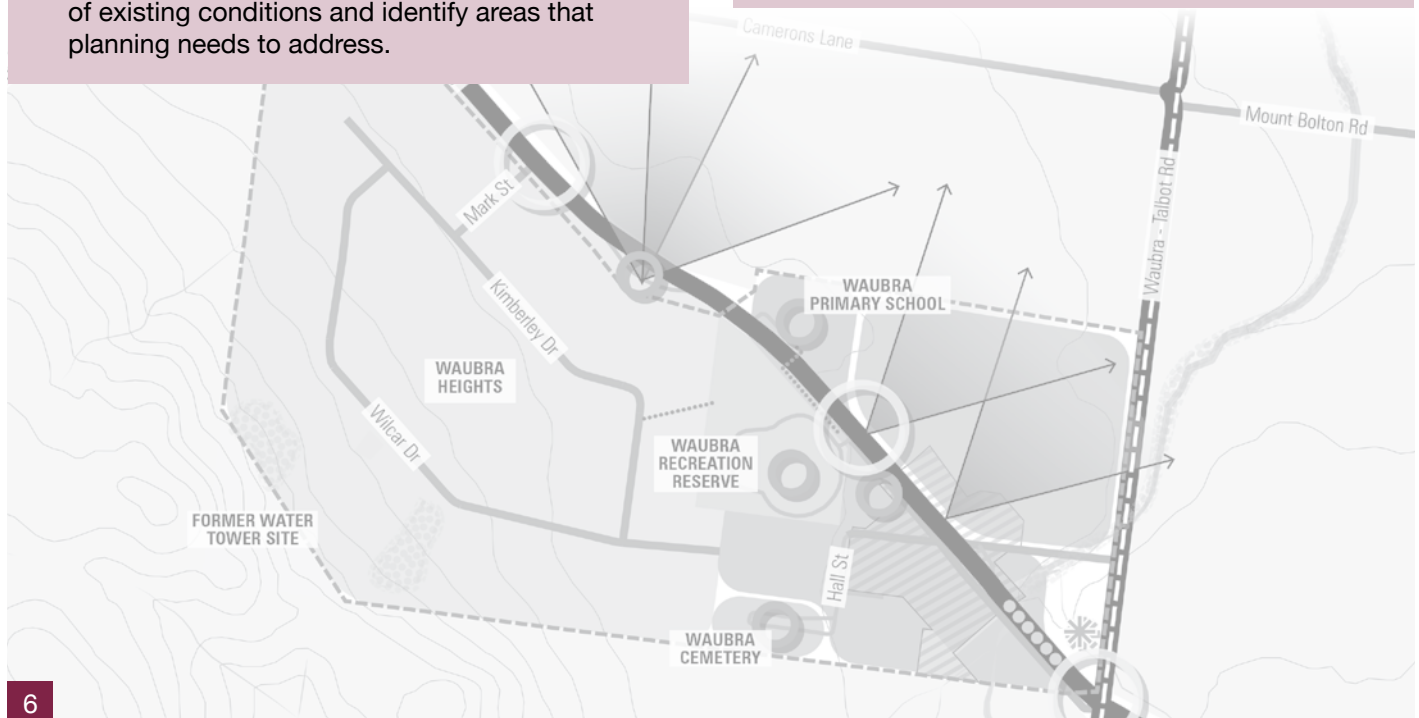 of existing conditions and identify areas that
planning needs to address.
Camerons Lane
Mount Bolton Rd
Waubra - Talbot Rd
Mark St
Kimberley Dr
WAUBRA
PRIMARY SCHOOL
WAUBRA
HEIGHTS
Wilcar Dr
WAUBRA
RECREATION
RESERVE
FORMER WATER
TOWER SITE
Hall St
WAUBRA
CEMETERY
6